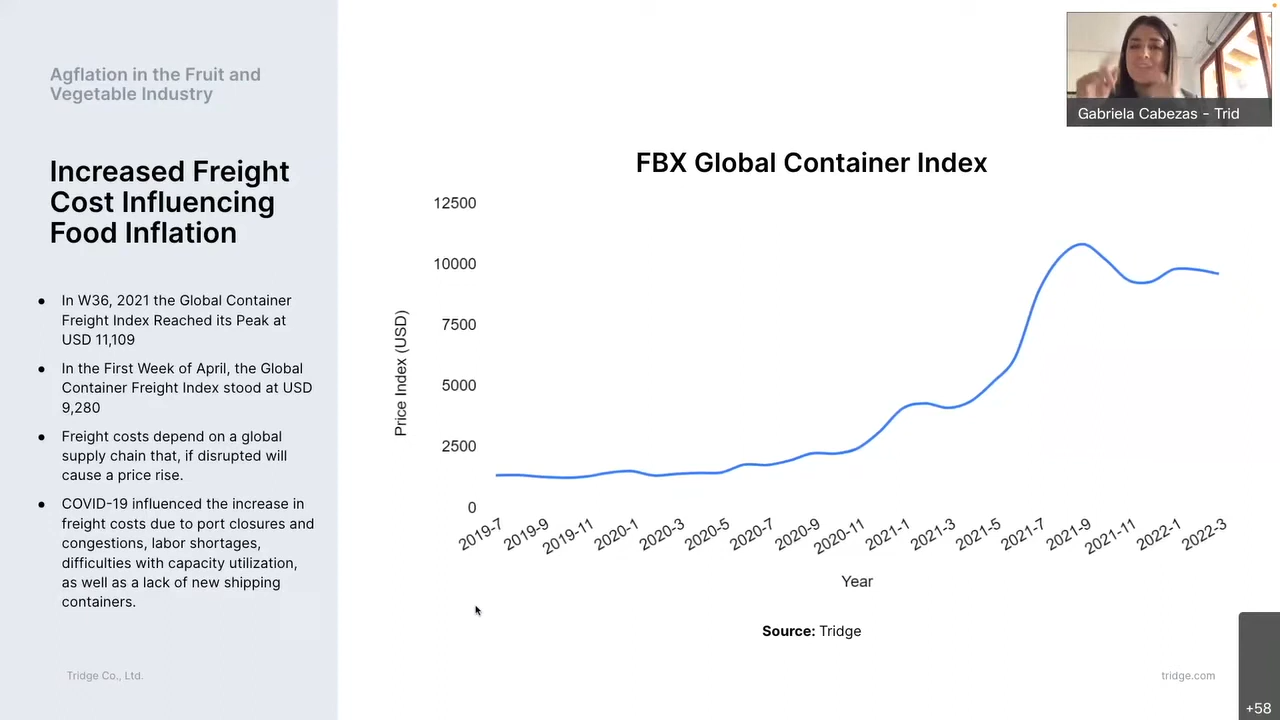 Agflation in the Fruit and
Vegetable Industry
Increased Freight
Cost Influencing
Food Inflation
● In W36, 2021 the Global Container
Freight Index Reached its Peak at
USD 11,109
● In the First Week of April, the Global
Container Freight Index stood at USD
9,280
● Freight costs depend on a global
supply chain that, if disrupted will
cause a price rise.
● COVID-19 influenced the increase in
freight costs due to port closures and
congestions, labor shortages,
difficulties with capacity utilization,
as well as a lack of new shipping
containers.
Tridge Co., Ltd.
Gabriela Cabezas - Trid
FBX Global Container Index
Price Index (USD)
12500
10000
7500
5000
2500
0
2019-7 2019-9 2019-11 2020-1 2020-3 2020-5 2020-7 2020-9 2020-11 2021-1 2021-3 2021-5 2021-7 2021-9 2021-11 2022-1 2022-3
Year
Source: Tridge
tridge.com
+58